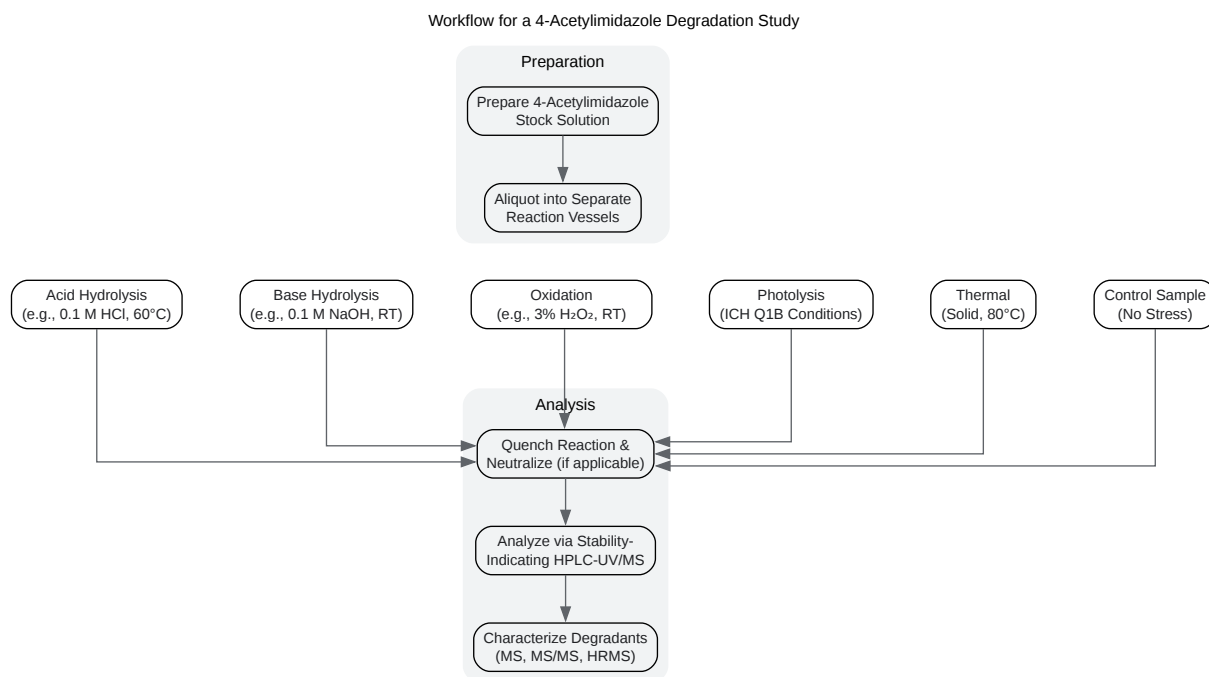 Workflow for a 4-Acetylimidazole Degradation Study
Preparation
Prepare 4-Acetylimidazole
Stock Solution
Aliquot into Separate
Reaction Vessels
Acid Hydrolysis
(e.g., 0.1 M HCl, 60°C)
Base Hydrolysis
(e.g., 0.1 M NaOH, RT)
Oxidation
(e.g., 3% H₂O₂, RT)
Photolysis
(ICH Q1B Conditions)
Thermal
(Solid, 80°C)
Control Sample
(No Stress)
Analysis
Quench Reaction &
Neutralize (if applicable)
Analyze via Stability-
Indicating HPLC-UV/MS
Characterize Degradants
(MS, MS/MS, HRMS)